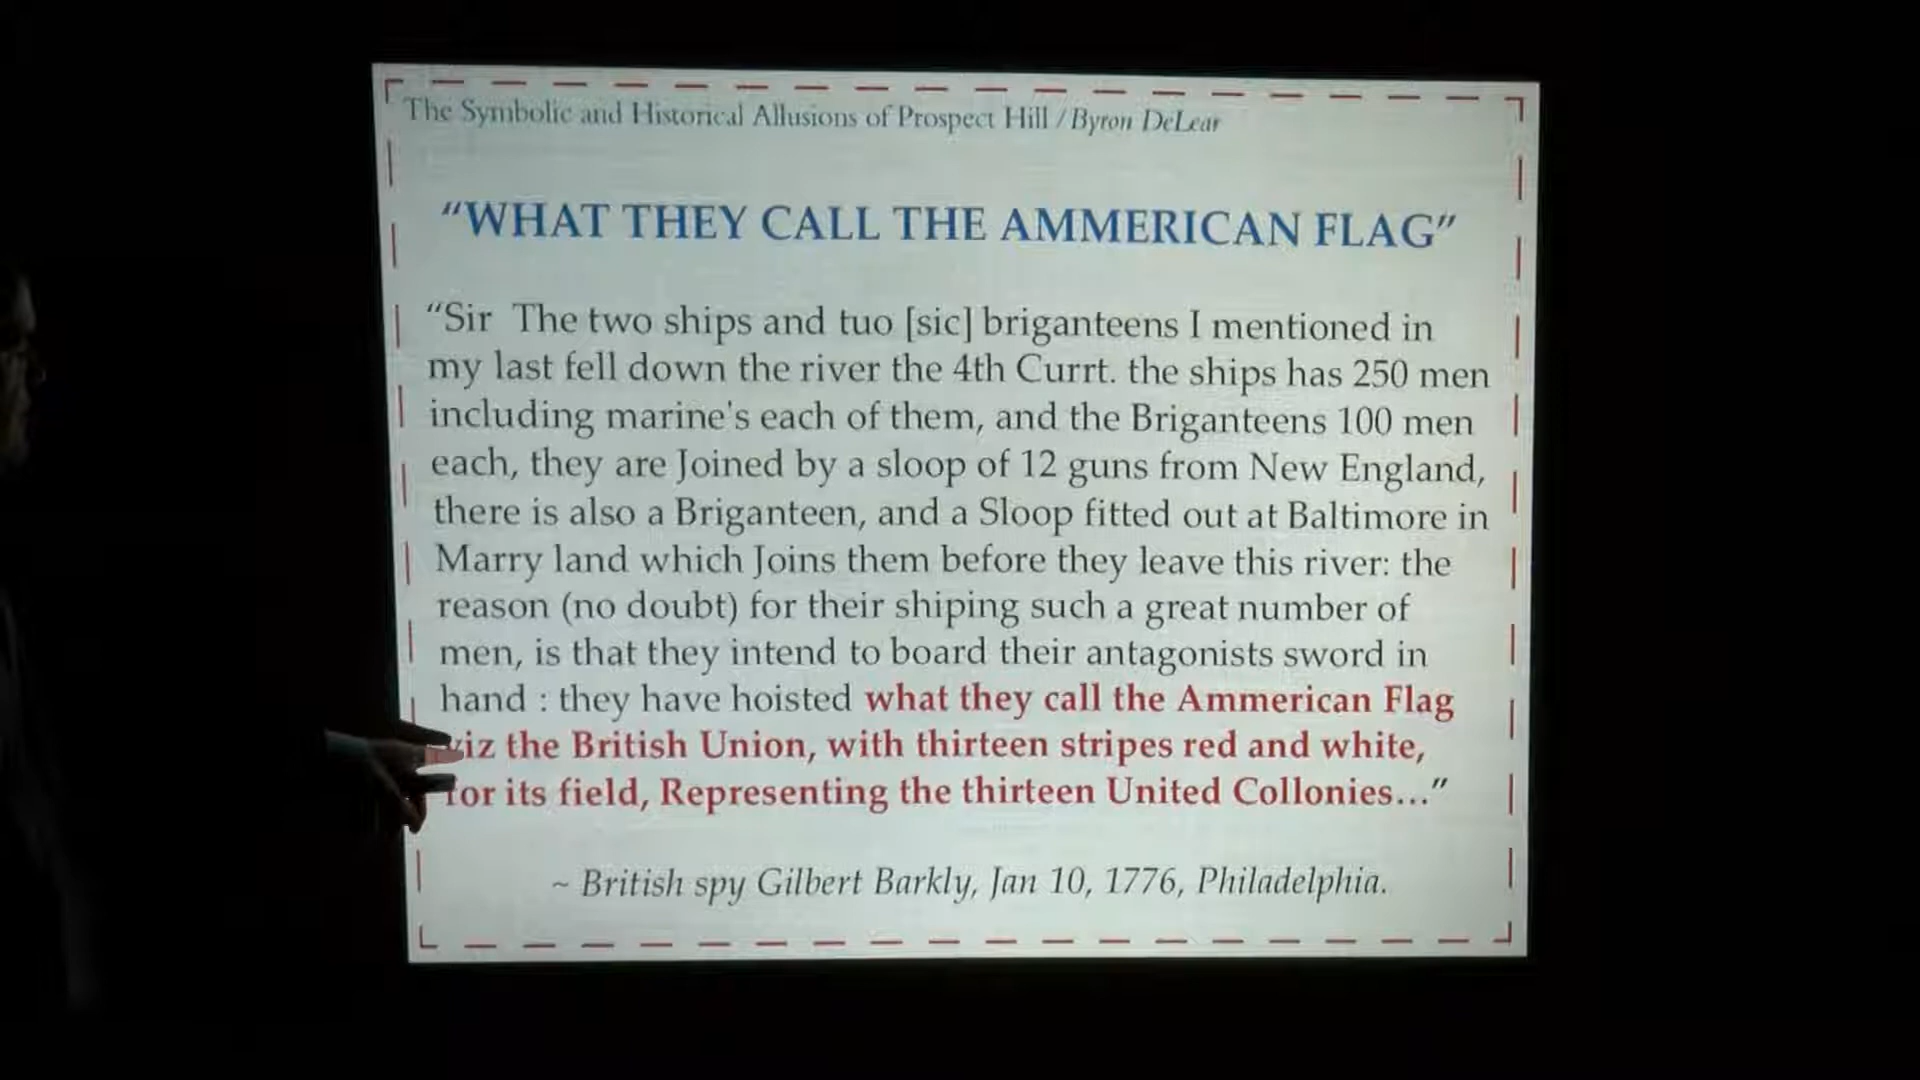 The Symbolic and Historical Allusions of Prospect Hill / Byron DeLear
“WHAT THEY CALL THE AMMERICAN FLAG”
“Sir The two ships and tuo [sic] briganteens I mentioned in
my last fell down the river the 4th Currt. the ships has 250 men
including marine's each of them, and the Briganteens 100 men
each, they are Joined by a sloop of 12 guns from New England,
there is also a Briganteen, and a Sloop fitted out at Baltimore in
Marry land which Joins them before they leave this river: the
reason (no doubt) for their shiping such a great number of
men, is that they intend to board their antagonists sword in
hand : they have hoisted what they call the Ammerican Flag
viz the British Union, with thirteen stripes red and white,
for its field, Representing the thirteen United Collonies...”
~ British spy Gilbert Barkly, Jan 10, 1776, Philadelphia.